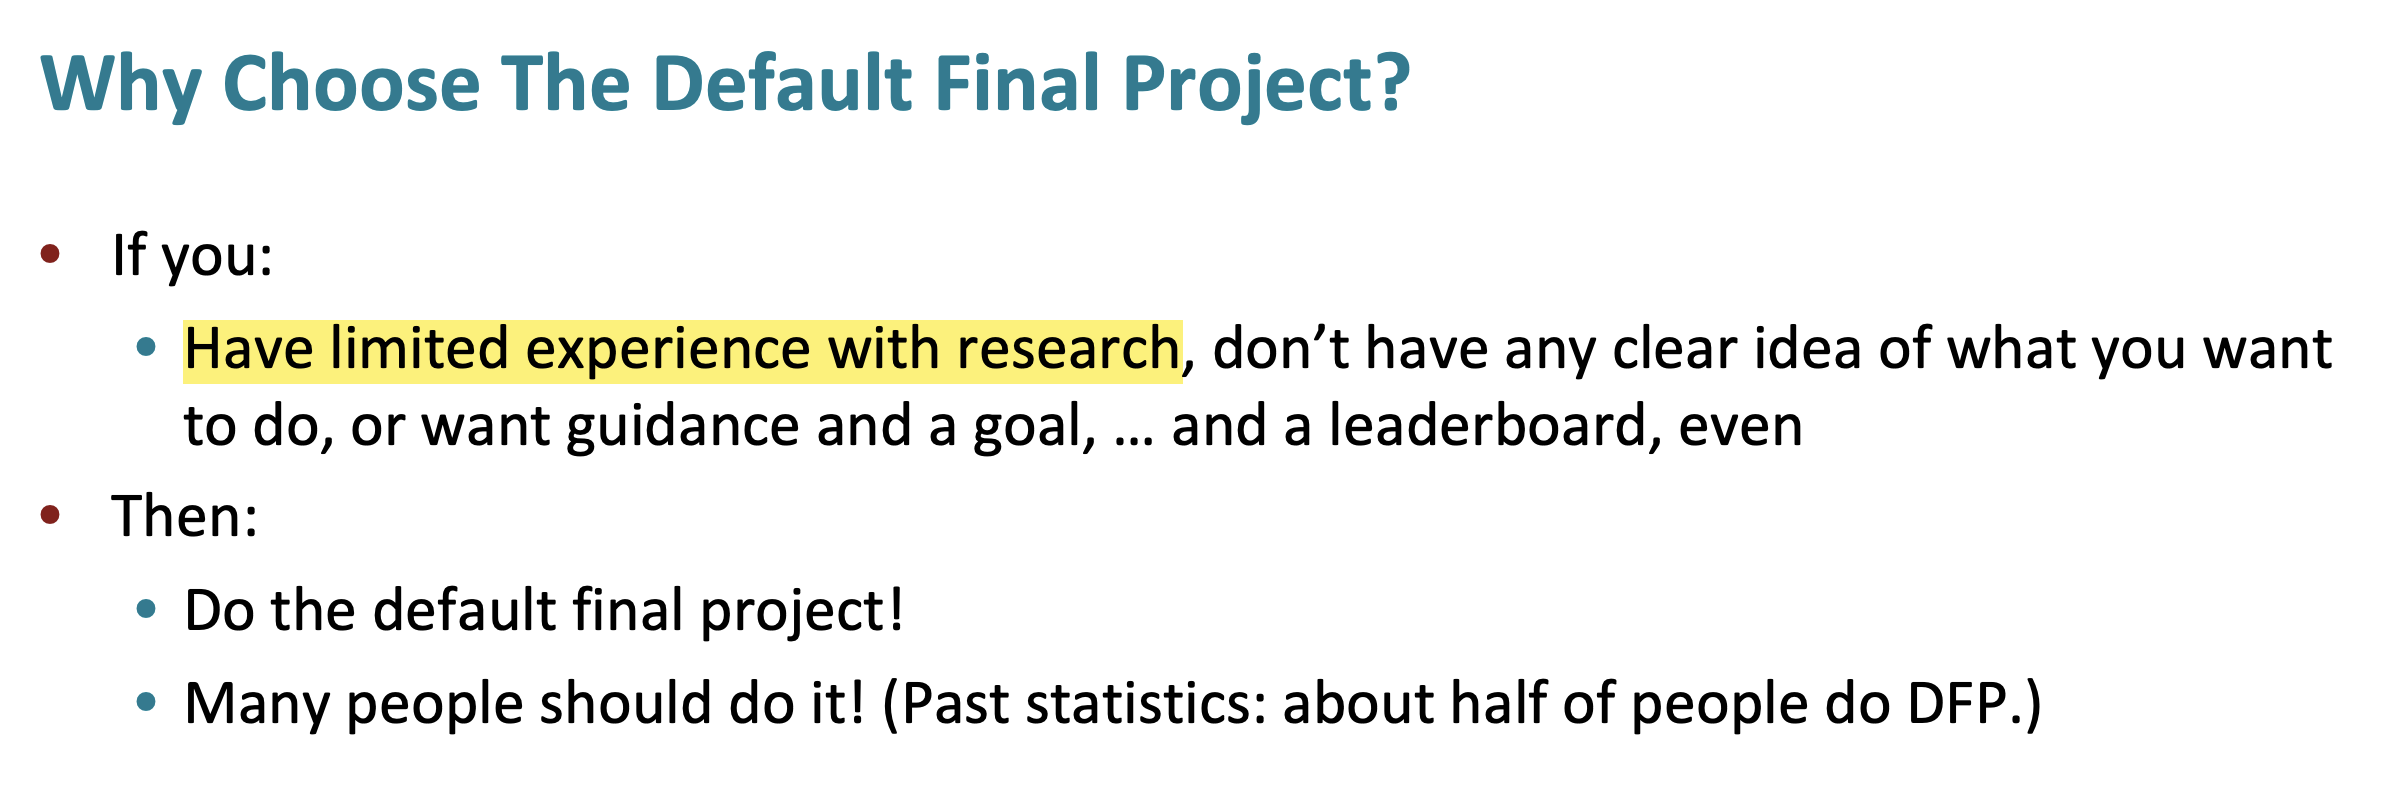 Why Choose The Default Final Project?
• If you:
• Have limited experience with research, don’t have any clear idea of what you want
to do, or want guidance and a goal, … and a leaderboard, even
• Then:
• Do the default final project!
• Many people should do it! (Past statistics: about half of people do DFP.)